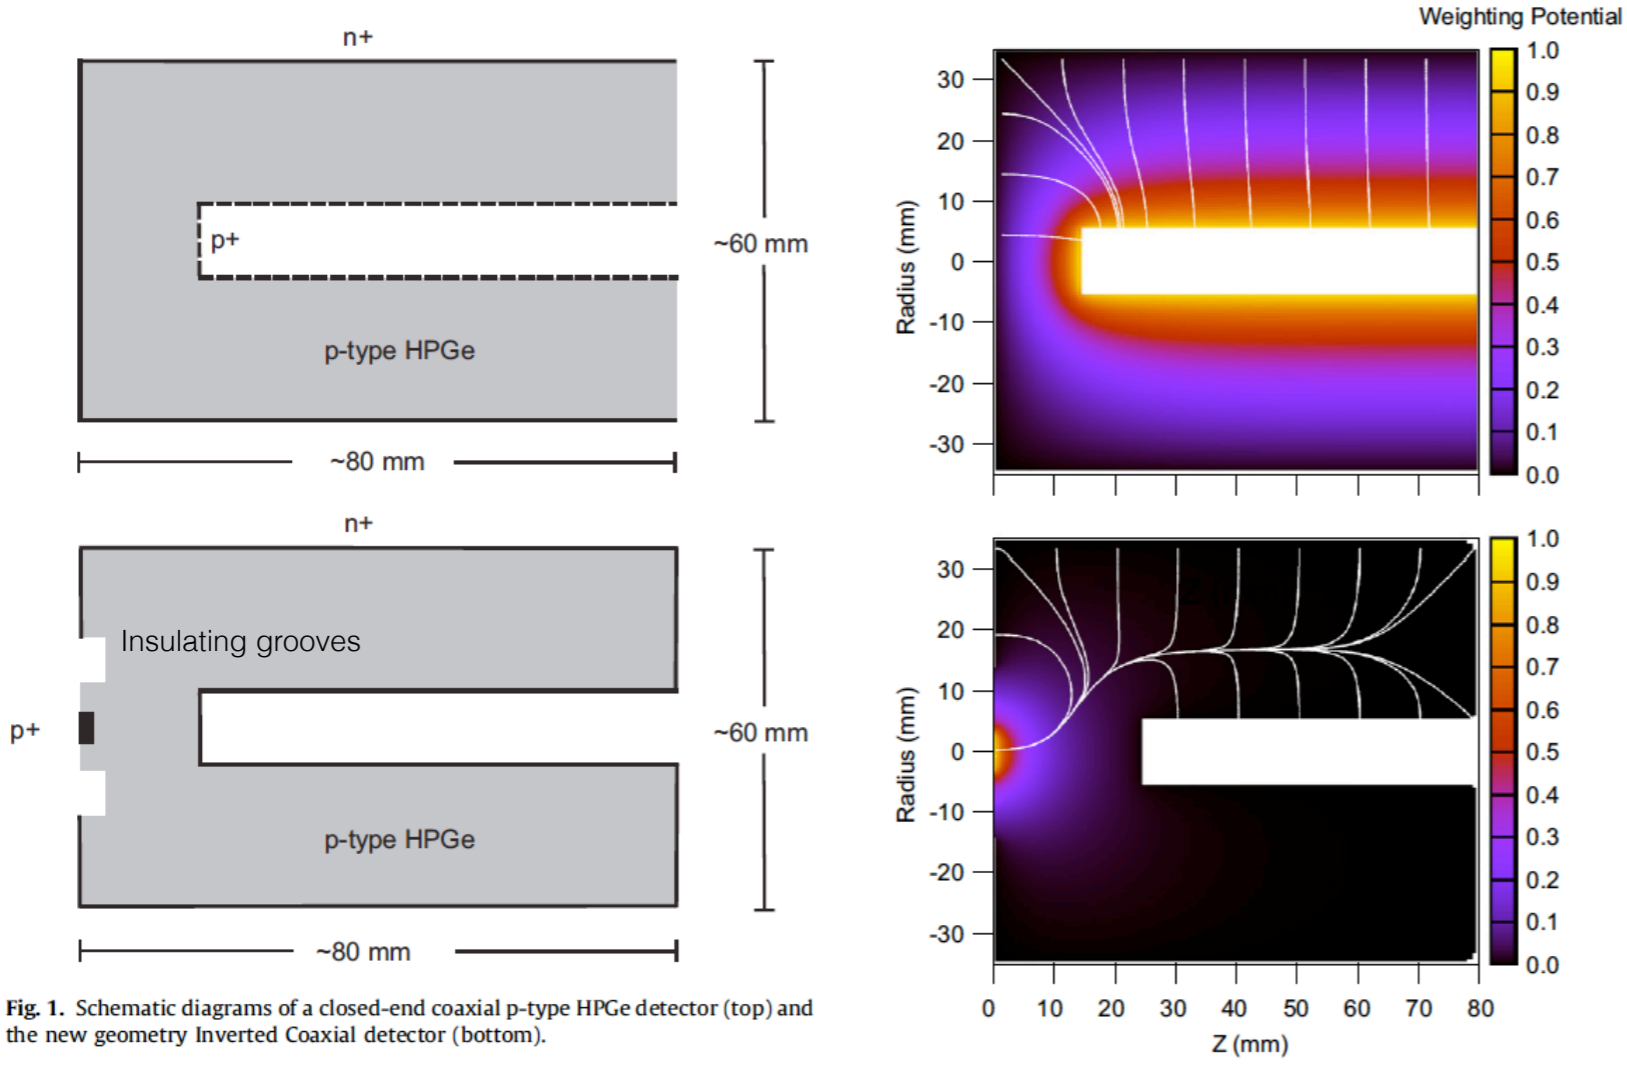 n+
p+
p-type HPGe
~60 mm
~80 mm
n+
Insulating grooves
p+
~60 mm
p-type HPGe
~80 mm
Fig. 1. Schematic diagrams of a closed-end coaxial p-type HPGe detector (top) and
the new geometry Inverted Coaxial detector (bottom).
Weighting Potential
30
20
10
0
-10
-20
-30
Radius (mm)
1.0
0.9
0.8
0.7
0.6
0.5
0.4
0.3
0.2
0.1
0.0
30
20
10
0
-10
-20
-30
Radius (mm)
1.0
0.9
0.8
0.7
0.6
0.5
0.4
0.3
0.2
0.1
0.0
0 10 20 30 40 50 60 70 80
Z (mm)